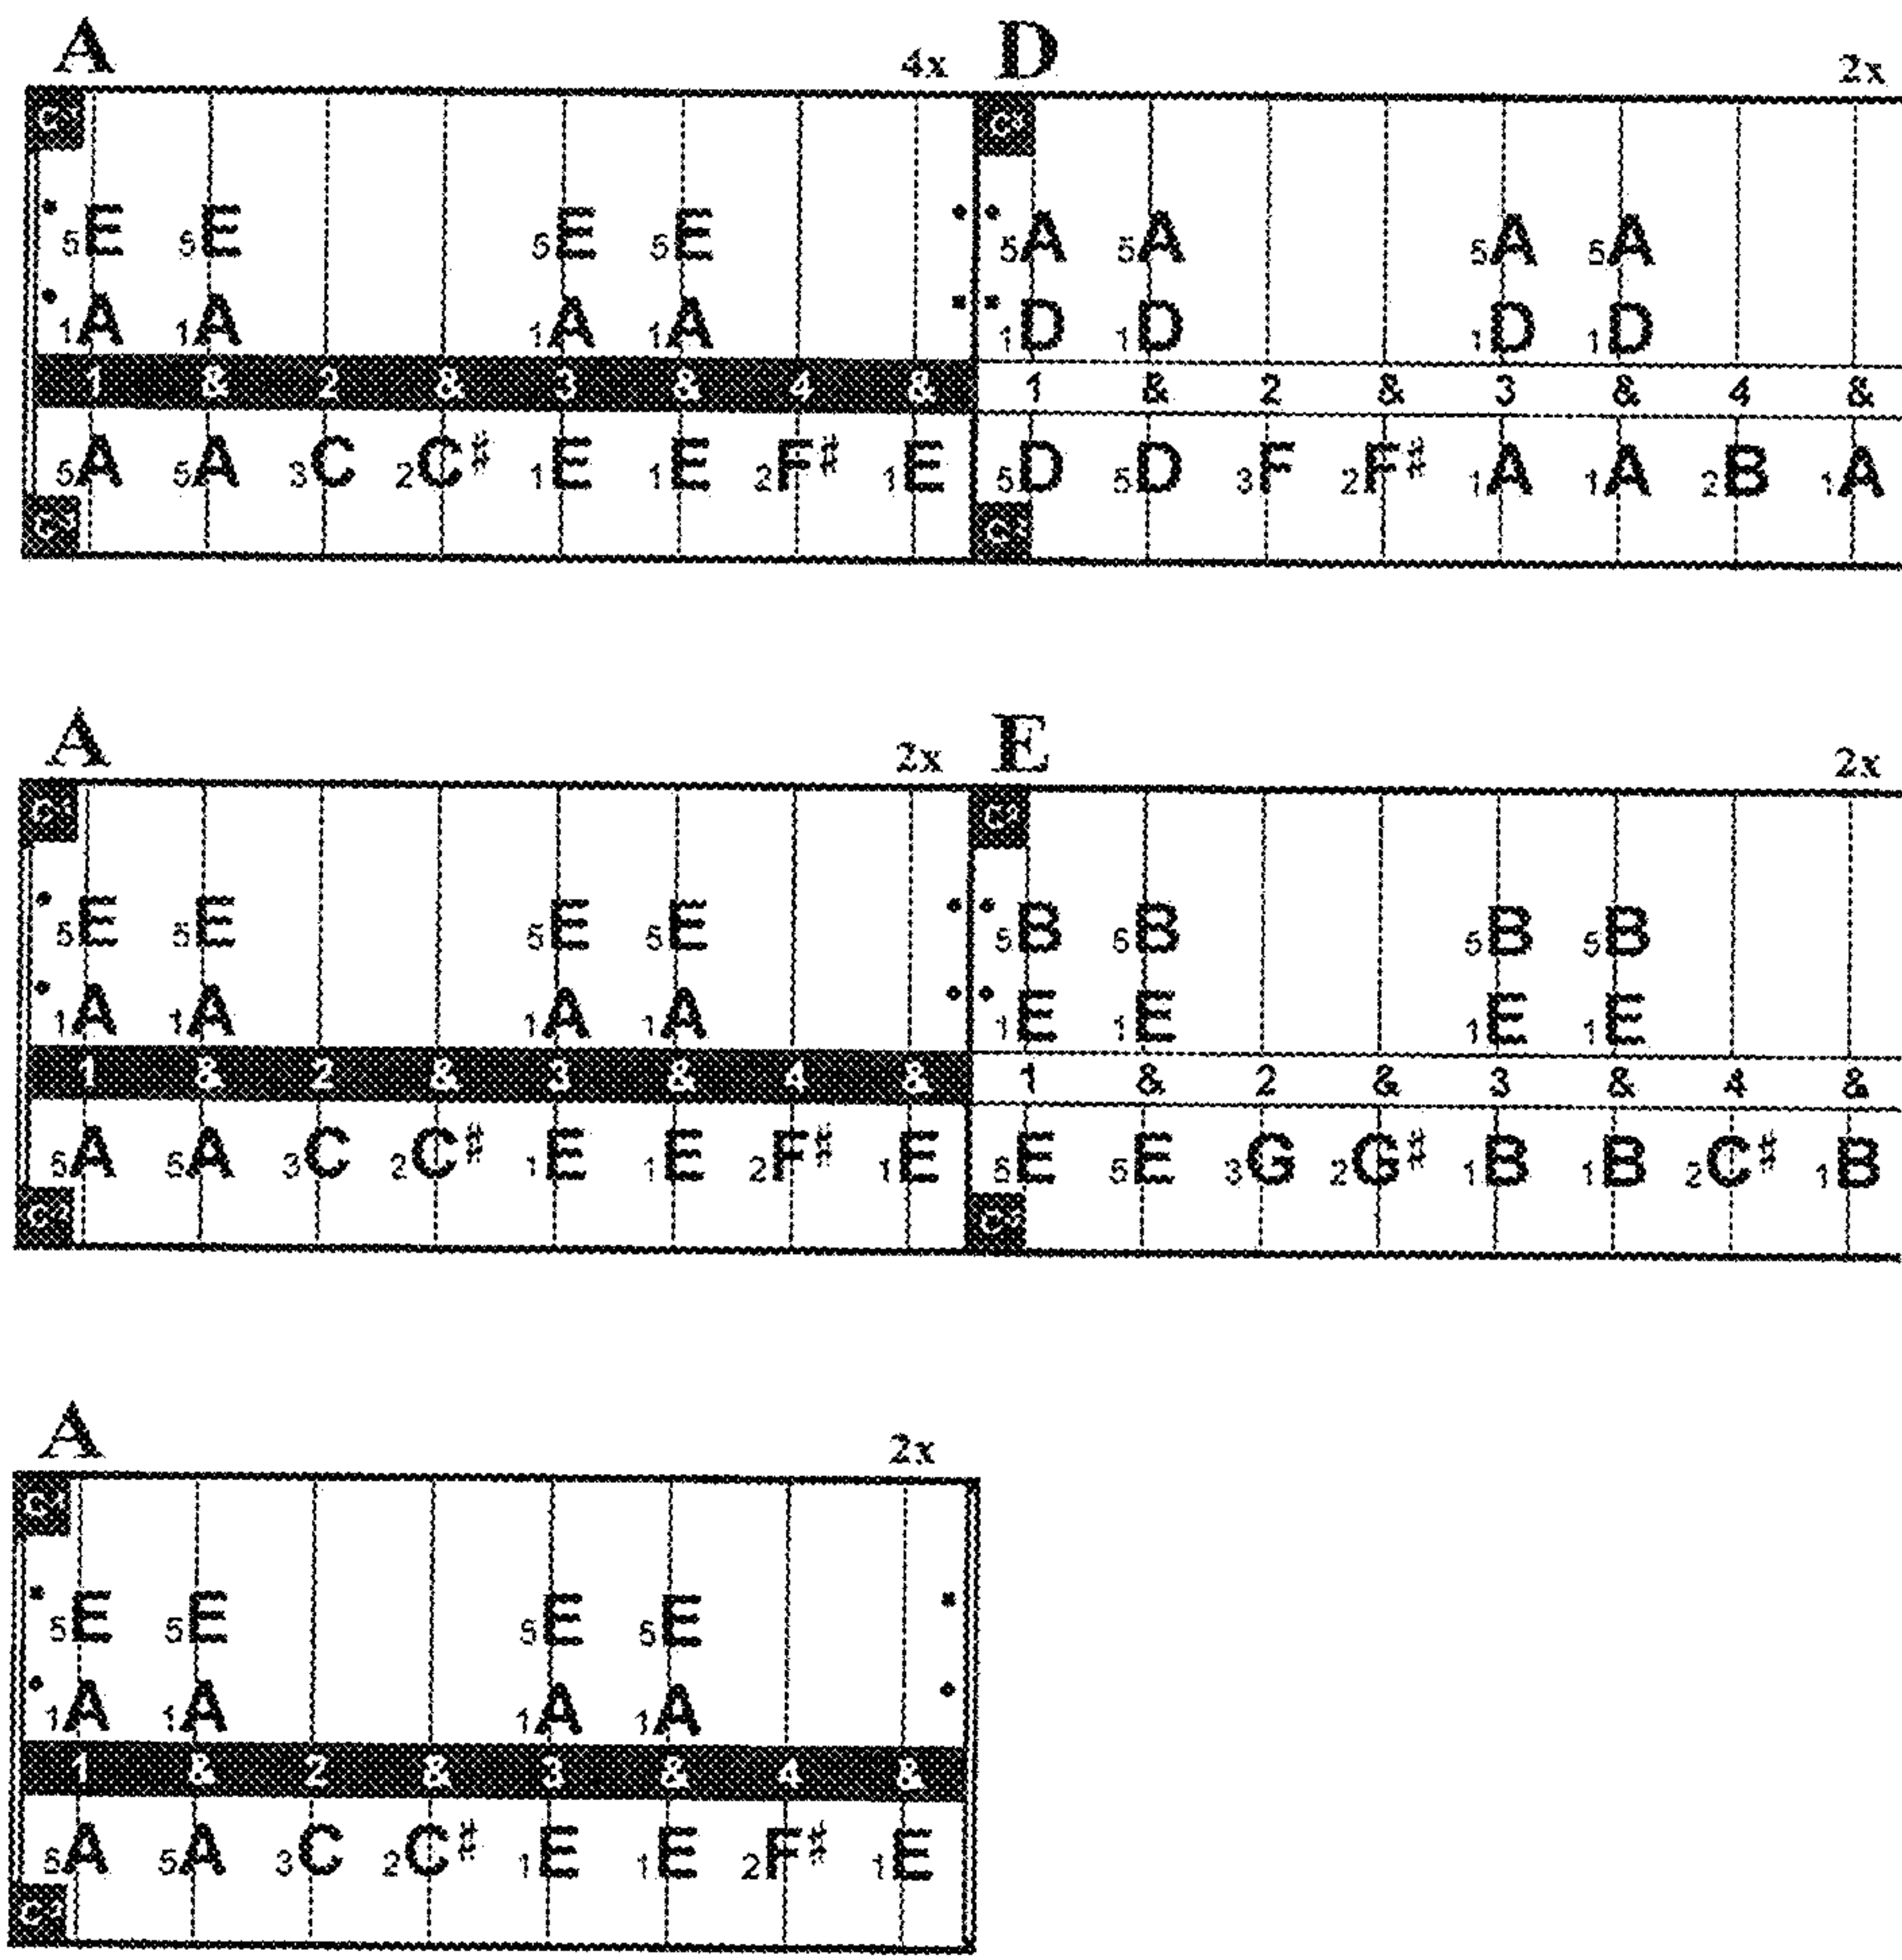 A 4x D 2x
5E 5E 5E 5E 5A 5A 5A 5A
1A 1A 1A 1A 1D 1D 1D 1D
1 & 2 & 3 & 4 & 1 & 2 & 3 & 4 &
5A 5A 3C 2C# 1E 1E 2F# 1E 5D 5D 3F 2F# 1A 1A 2B 1A
A 2x E 2x
5E 5E 5E 5E 5B 5B 5B 5B
1A 1A 1A 1A 1E 1E 1E 1E
1 & 2 & 3 & 4 & 1 & 2 & 3 & 4 &
5A 5A 3C 2C# 1E 1E 2F# 1E 5E 5E 3G 2G# 1B 1B 2C# 1B
A 2x
5E 5E 5E 5E
1A 1A 1A 1A
1 & 2 & 3 & 4 &
5A 5A 3C 2C# 1E 1E 2F# 1E